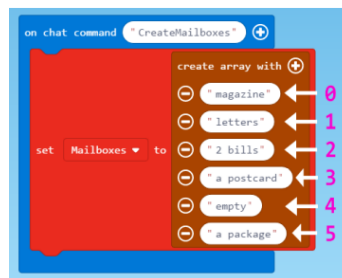 on chat command "CreateMailboxes"
create array with
"magazine" 0
"letters" 1
set Mailboxes to "2 bills" 2
"a postcard" 3
"empty" 4
"a package" 5